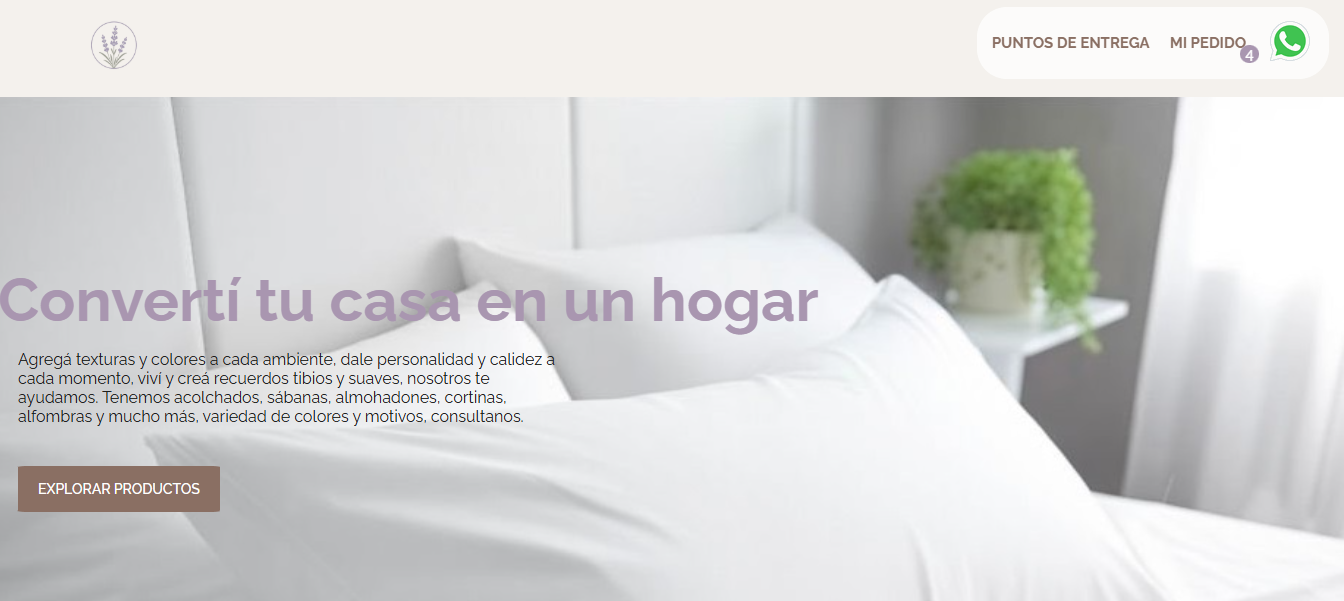 PUNTOS DE ENTREGA
MI PEDIDO
4
Convertí tu casa en un hogar
Agregá texturas y colores a cada ambiente, dale personalidad y calidez a
cada momento, viví y creá recuerdos tibios y suaves, nosotros te
ayudamos. Tenemos acolchados, sábanas, almohadones, cortinas,
alfombras y mucho más, variedad de colores y motivos, consultanos.
EXPLORAR PRODUCTOS